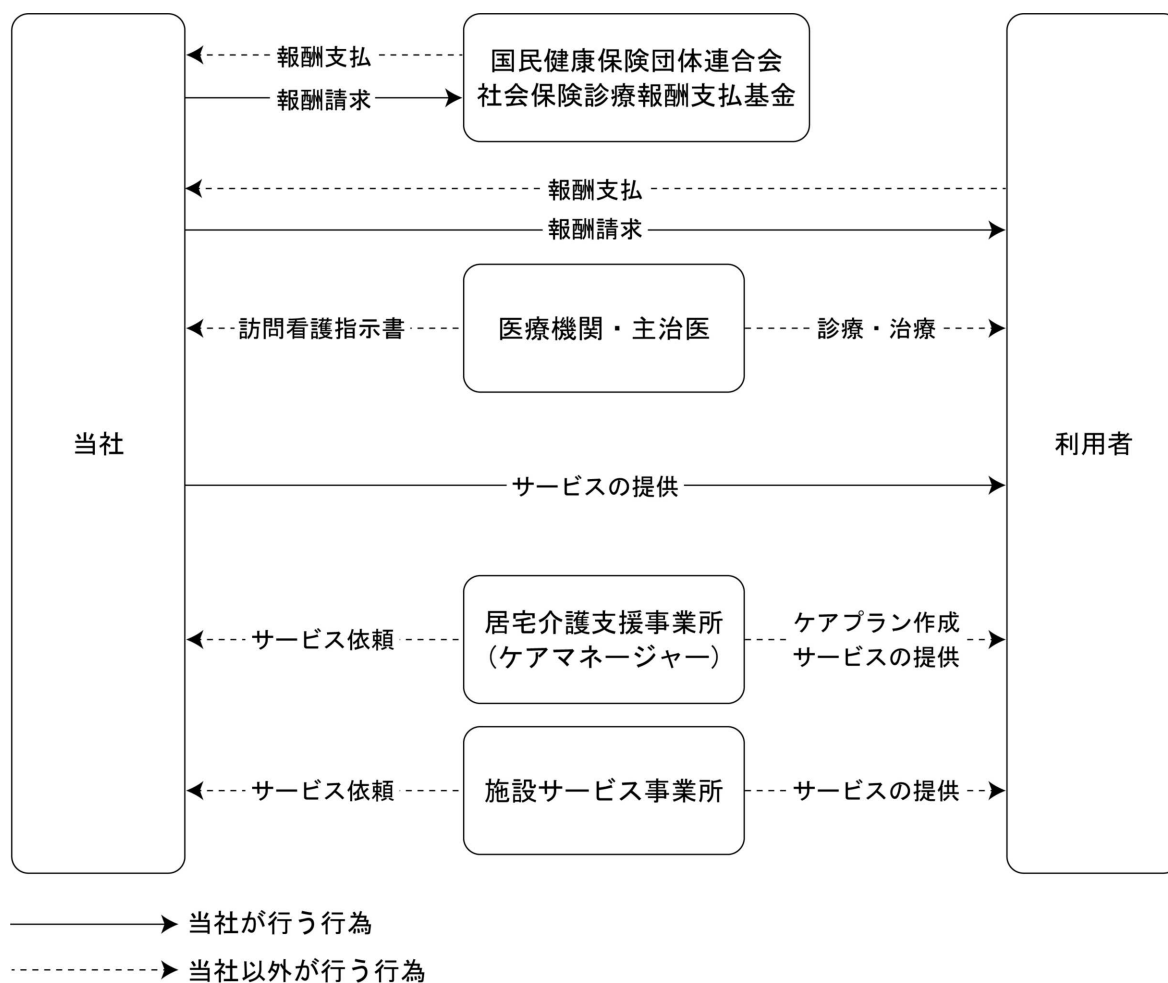 報酬支払
報酬請求
国民健康保険団体連合会
社会保険診療報酬支払基金
報酬支払
報酬請求
訪問看護指示書
医療機関・主治医
診療・治療
当社
利用者
サービスの提供
サービス依頼
居宅介護支援事業所
（ケアマネージャー）
ケアプラン作成
サービスの提供
サービス依頼
施設サービス事業所
サービスの提供
当社が行う行為
当社以外が行う行為